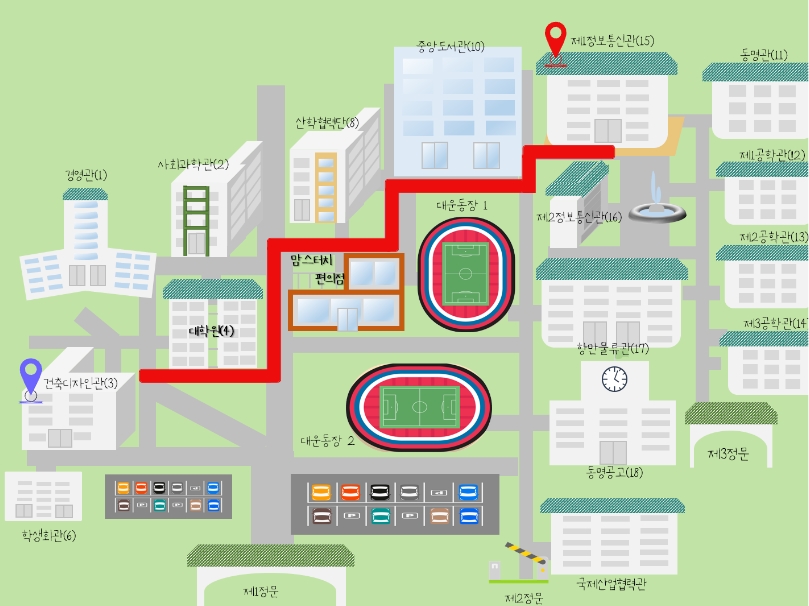 중앙도서관(10)
제1정보통신관(15)
동명관(11)
산학협력단(8)
사회과학관(2)
제1공학관(12)
경영관(1)
대운동장 1
제2정보통신관(16)
제2공학관(13)
맘스터치
편의점
제3공학관(14
대학원(4)
항만물류관(17)
건축디자인관(3)
대운동장 2
제3정문
동명공고(18)
학생회관(6)
국제산업협력관
제1정문
제2정문